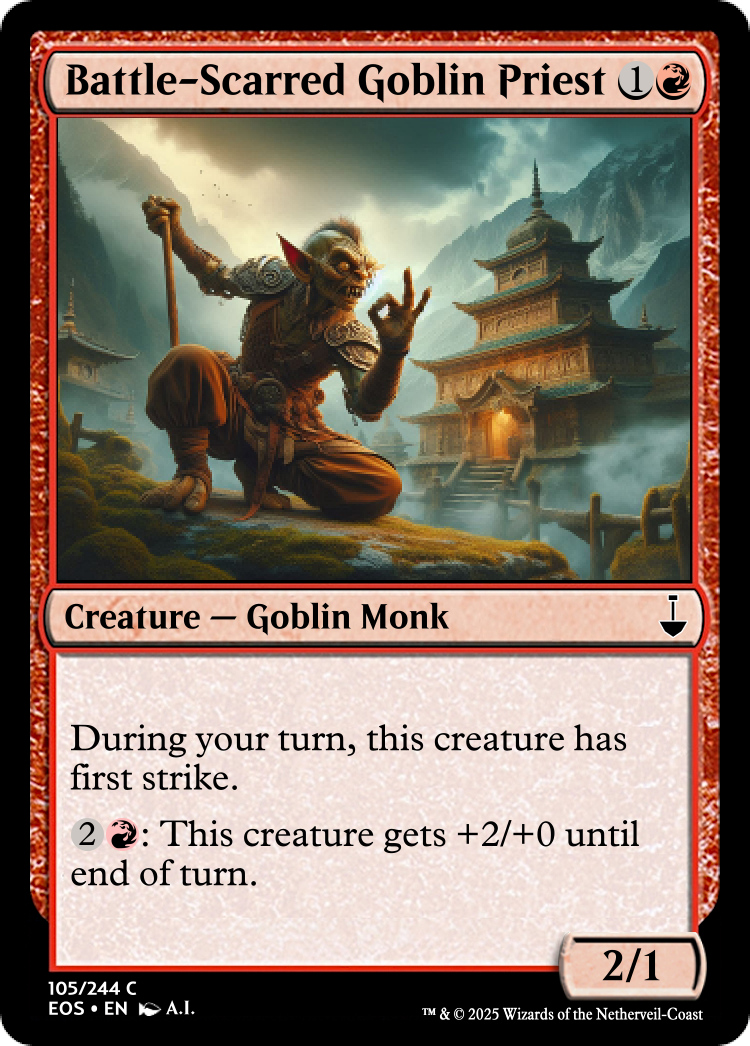 Battle-Scarred Goblin Priest 1
Creature — Goblin Monk
During your turn, this creature has
first strike.
2 : This creature gets +2/+0 until
end of turn.
2/1
105/244 C
EOS • EN A.I.
™ & © 2025 Wizards of the Netherveil-Coast